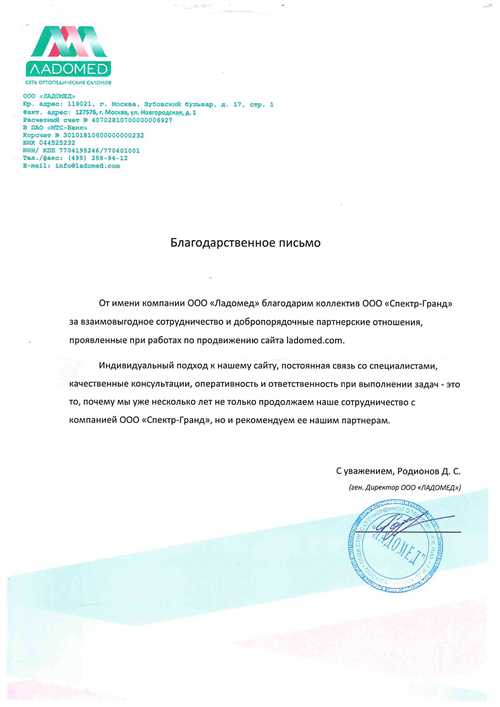 ЛАДОМЕД
СЕТЬ ОРТОПЕДИЧЕСКИХ САЛОНОВ
ООО «ЛАДОМЕД»
Юр. адрес: 119021, г. Москва, Зубовский бульвар, д. 17, стр. 1
Факт. адрес: 127576, г. Москва, ул. Новгородская, д. 1
Расчетный счет № 40702810700000006927
В ПАО «МТС-Банк»
Корсчет № 30101810600000000232
БИК 044525232
ИНН/ КПП 7704195246/770401001
Тел./факс: (495) 258-94-12
E-mail: info@ladomed.com
Благодарственное письмо
От имени компании ООО «Ладомед» благодарим коллектив ООО «Спектр-Гранд»
за взаимовыгодное сотрудничество и добропорядочные партнерские отношения,
проявленные при работах по продвижению сайта ladomed.com.
Индивидуальный подход к нашему сайту, постоянная связь со специалистами,
качественные консультации, оперативность и ответственность при выполнении задач - это
то, почему мы уже несколько лет не только продолжаем наше сотрудничество с
компанией ООО «Спектр-Гранд», но и рекомендуем ее нашим партнерам.
С уважением, Родионов Д. С.
(ген. Директор ООО «ЛАДОМЕД»)
"ЛАДОМЕД"